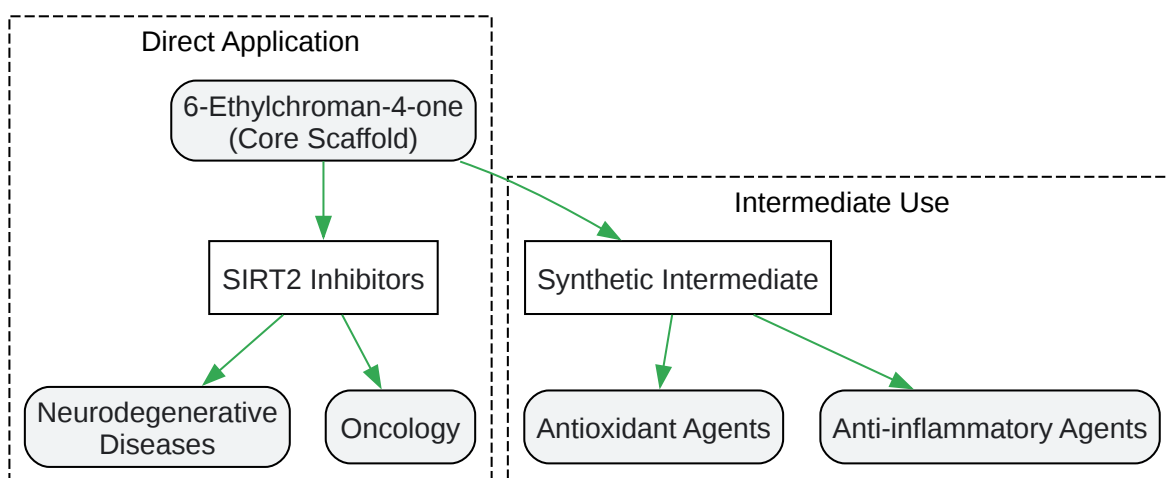 Direct Application
6-Ethylchroman-4-one
(Core Scaffold)
Intermediate Use
SIRT2 Inhibitors
Synthetic Intermediate
Neurodegenerative
Diseases
Oncology
Antioxidant Agents
Anti-inflammatory Agents